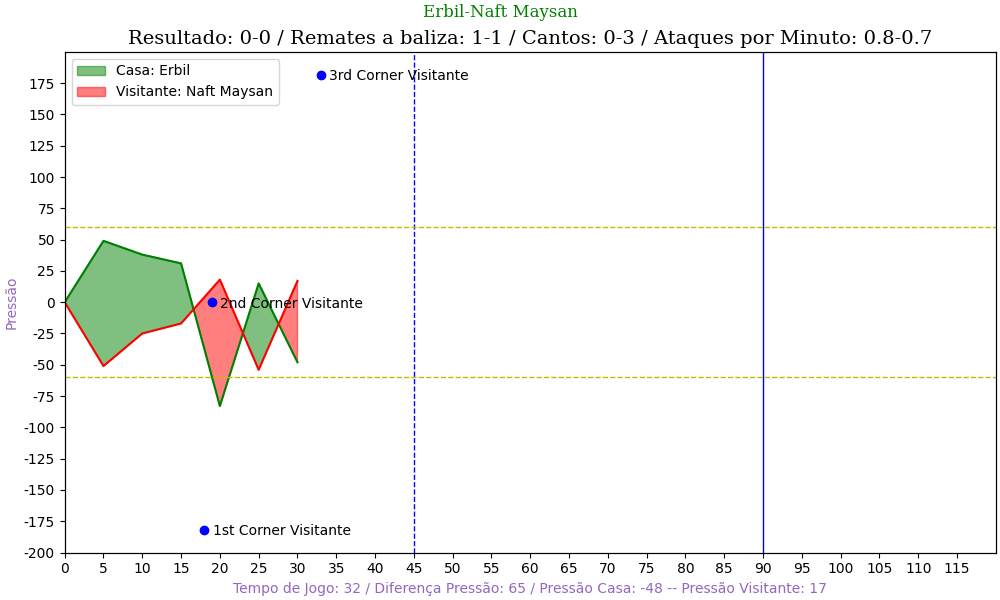 Erbil-Naft Maysan
Resultado: 0-0 / Remates a baliza: 1-1 / Cantos: 0-3 / Ataques por Minuto: 0.8-0.7
Casa: Erbil
Visitante: Naft Maysan
3rd Corner Visitante
2nd Corner Visitante
1st Corner Visitante
Pressão
175
150
125
100
75
50
25
0
-25
-50
-75
-100
-125
-150
-175
-200
0 5 10 15 20 25 30 35 40 45 50 55 60 65 70 75 80 85 90 95 100 105 110 115
Tempo de Jogo: 32 / Diferença Pressão: 65 / Pressão Casa: -48 -- Pressão Visitante: 17